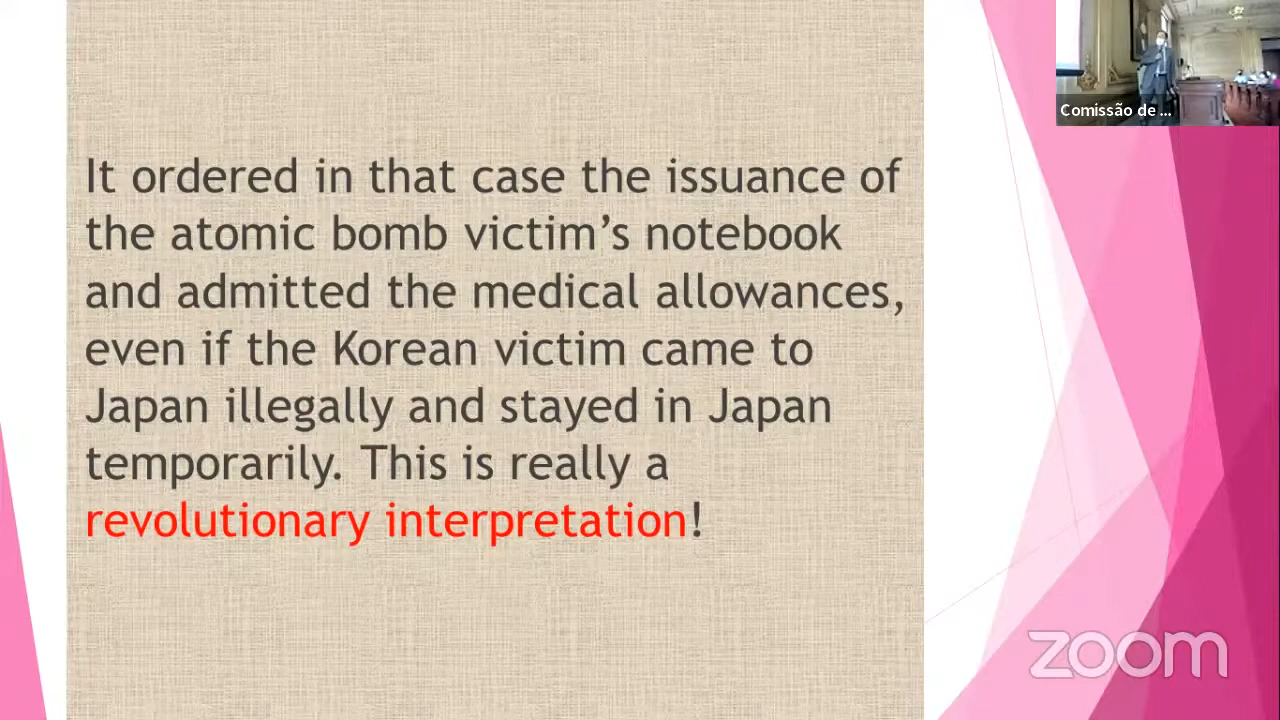 It ordered in that case the issuance of
the atomic bomb victim’s notebook
and admitted the medical allowances,
even if the Korean victim came to
Japan illegally and stayed in Japan
temporarily. This is really a
revolutionary interpretation!
Comissão de ...
zoom